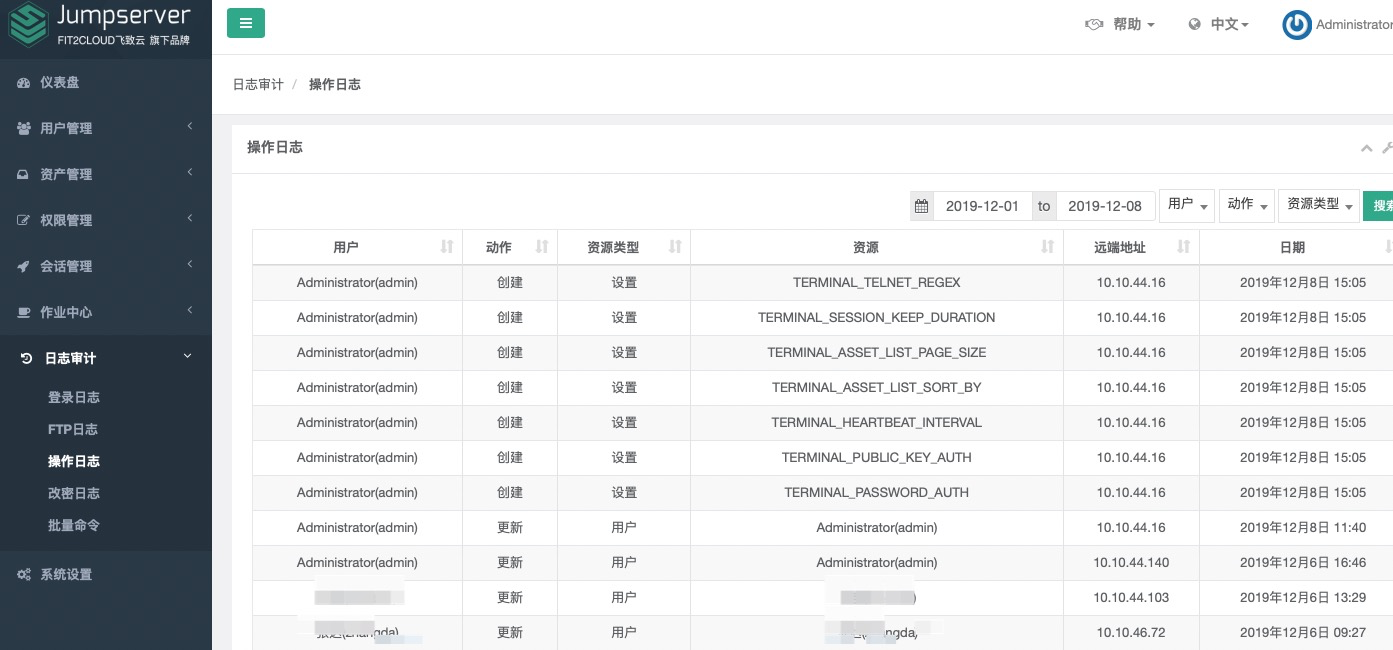 Jumpserver
FIT2CLOUD飞致云 旗下品牌
帮助
中文
Administrator
仪表盘
用户管理
资产管理
权限管理
会话管理
作业中心
日志审计
登录日志
FTP日志
操作日志
改密日志
批量命令
系统设置
日志审计 / 操作日志
操作日志
2019-12-01 to 2019-12-08 用户 动作 资源类型 搜索
用户 动作 资源类型 资源 远端地址 日期
Administrator(admin) 创建 设置 TERMINAL_TELNET_REGEX 10.10.44.16 2019年12月8日 15:05
Administrator(admin) 创建 设置 TERMINAL_SESSION_KEEP_DURATION 10.10.44.16 2019年12月8日 15:05
Administrator(admin) 创建 设置 TERMINAL_ASSET_LIST_PAGE_SIZE 10.10.44.16 2019年12月8日 15:05
Administrator(admin) 创建 设置 TERMINAL_ASSET_LIST_SORT_BY 10.10.44.16 2019年12月8日 15:05
Administrator(admin) 创建 设置 TERMINAL_HEARTBEAT_INTERVAL 10.10.44.16 2019年12月8日 15:05
Administrator(admin) 创建 设置 TERMINAL_PUBLIC_KEY_AUTH 10.10.44.16 2019年12月8日 15:05
Administrator(admin) 创建 设置 TERMINAL_PASSWORD_AUTH 10.10.44.16 2019年12月8日 15:05
Administrator(admin) 更新 用户 Administrator(admin) 10.10.44.16 2019年12月8日 11:40
Administrator(admin) 更新 用户 Administrator(admin) 10.10.44.140 2019年12月6日 16:46
更新 用户 10.10.44.103 2019年12月6日 13:29
更新 用户 10.10.46.72 2019年12月6日 09:27